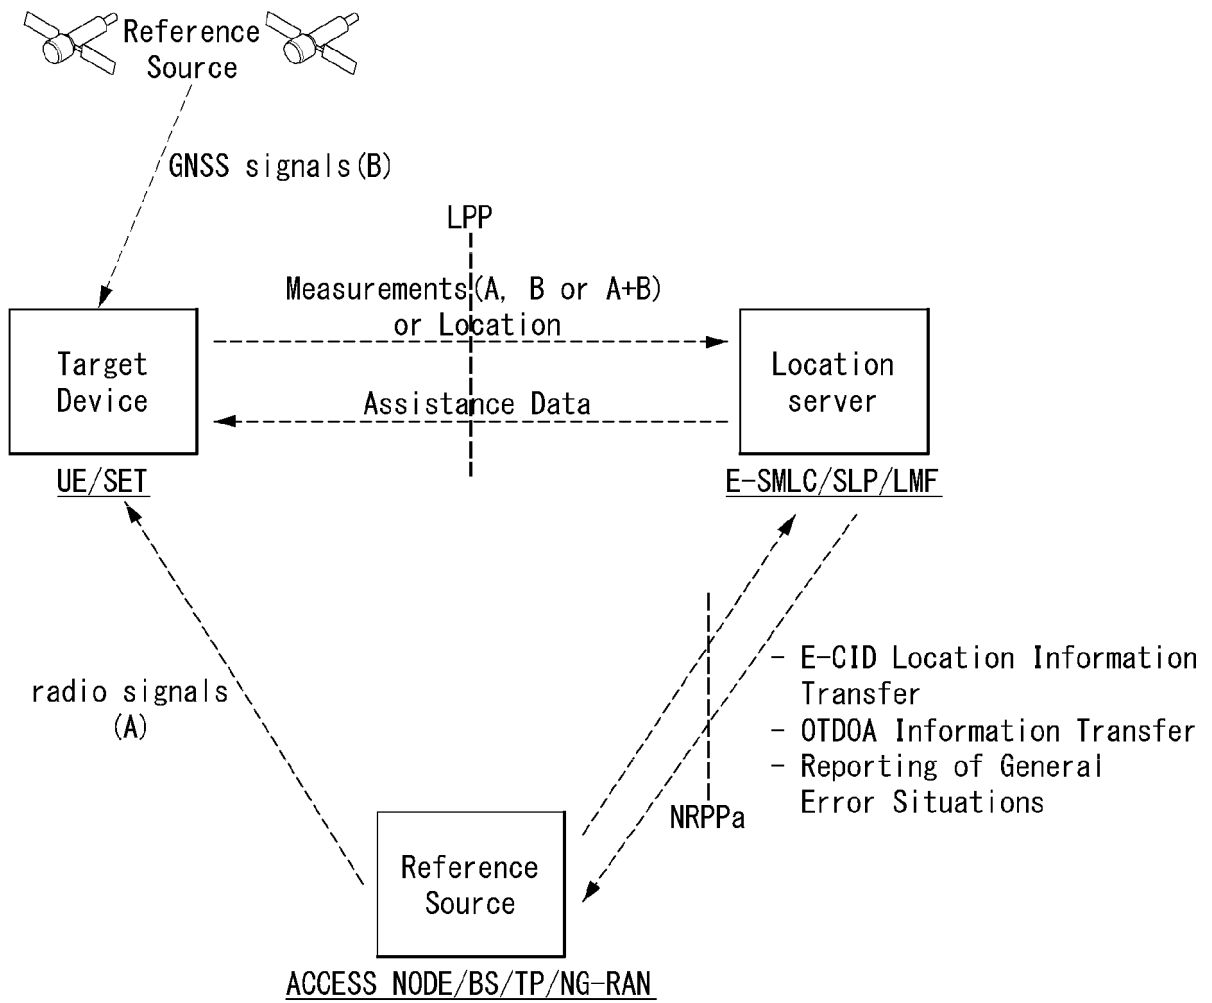 Reference
Source
GNSS signals(B)
LPP
Measurements(A, B or A+B)
or Location
Target
Device
Assistance Data
Location
server
UE/SET
E-SMLC/SLP/LMF
radio signals
(A)
- E-CID Location Information
Transfer
- OTDOA Information Transfer
- Reporting of General
Error Situations
NRPPa
Reference
Source
ACCESS NODE/BS/TP/NG-RAN